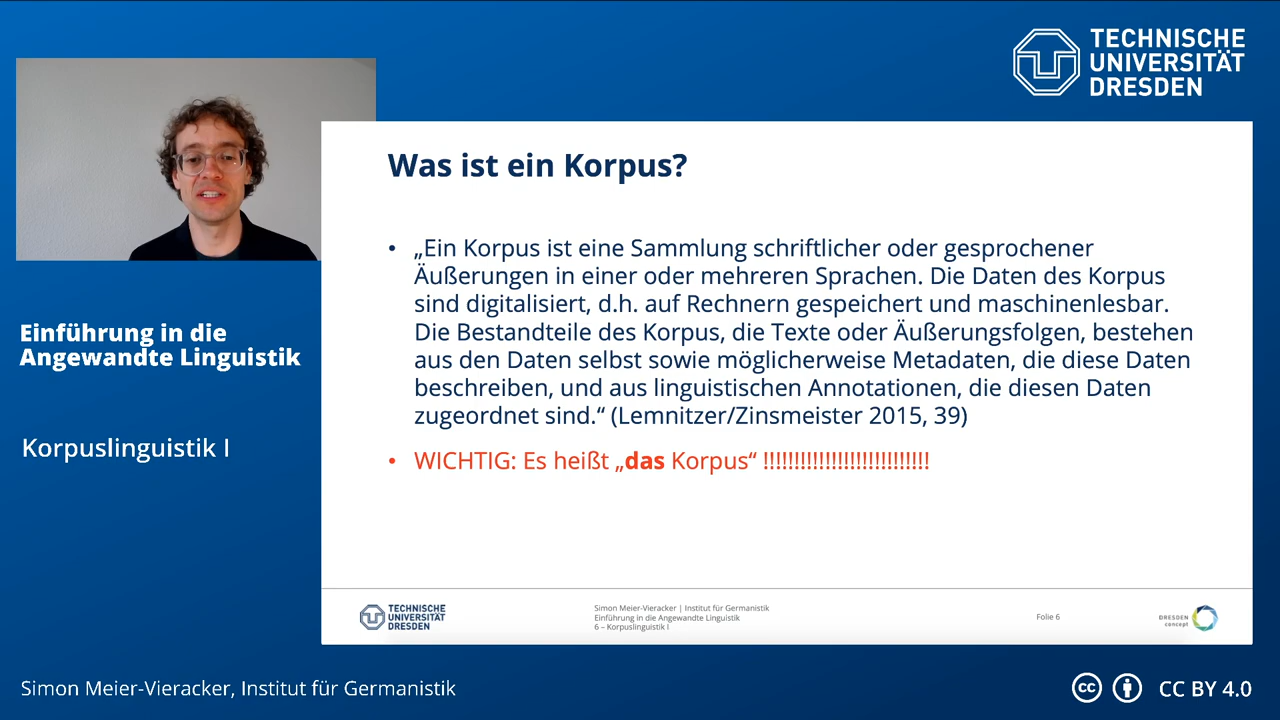 TECHNISCHE
UNIVERSITÄT
DRESDEN
Was ist ein Korpus?
• „Ein Korpus ist eine Sammlung schriftlicher oder gesprochener
Äußerungen in einer oder mehreren Sprachen. Die Daten des Korpus
sind digitalisiert, d.h. auf Rechnern gespeichert und maschinenlesbar.
Die Bestandteile des Korpus, die Texte oder Äußerungsfolgen, bestehen
aus den Daten selbst sowie möglicherweise Metadaten, die diese Daten
beschreiben, und aus linguistischen Annotationen, die diesen Daten
zugeordnet sind.“ (Lemnitzer/Zinsmeister 2015, 39)
• WICHTIG: Es heißt „das Korpus“ !!!!!!!!!!!!!!!!!!!!!!!!!!!
Einführung in die
Angewandte Linguistik
Korpuslinguistik I
TECHNISCHE
UNIVERSITÄT
DRESDEN
Simon Meier-Vieracker | Institut für Germanistik
Einführung in die Angewandte Linguistik
6 – Korpuslinguistik I
Folie 6
DRESDEN
concept
Simon Meier-Vieracker, Institut für Germanistik
cc
CC BY 4.0